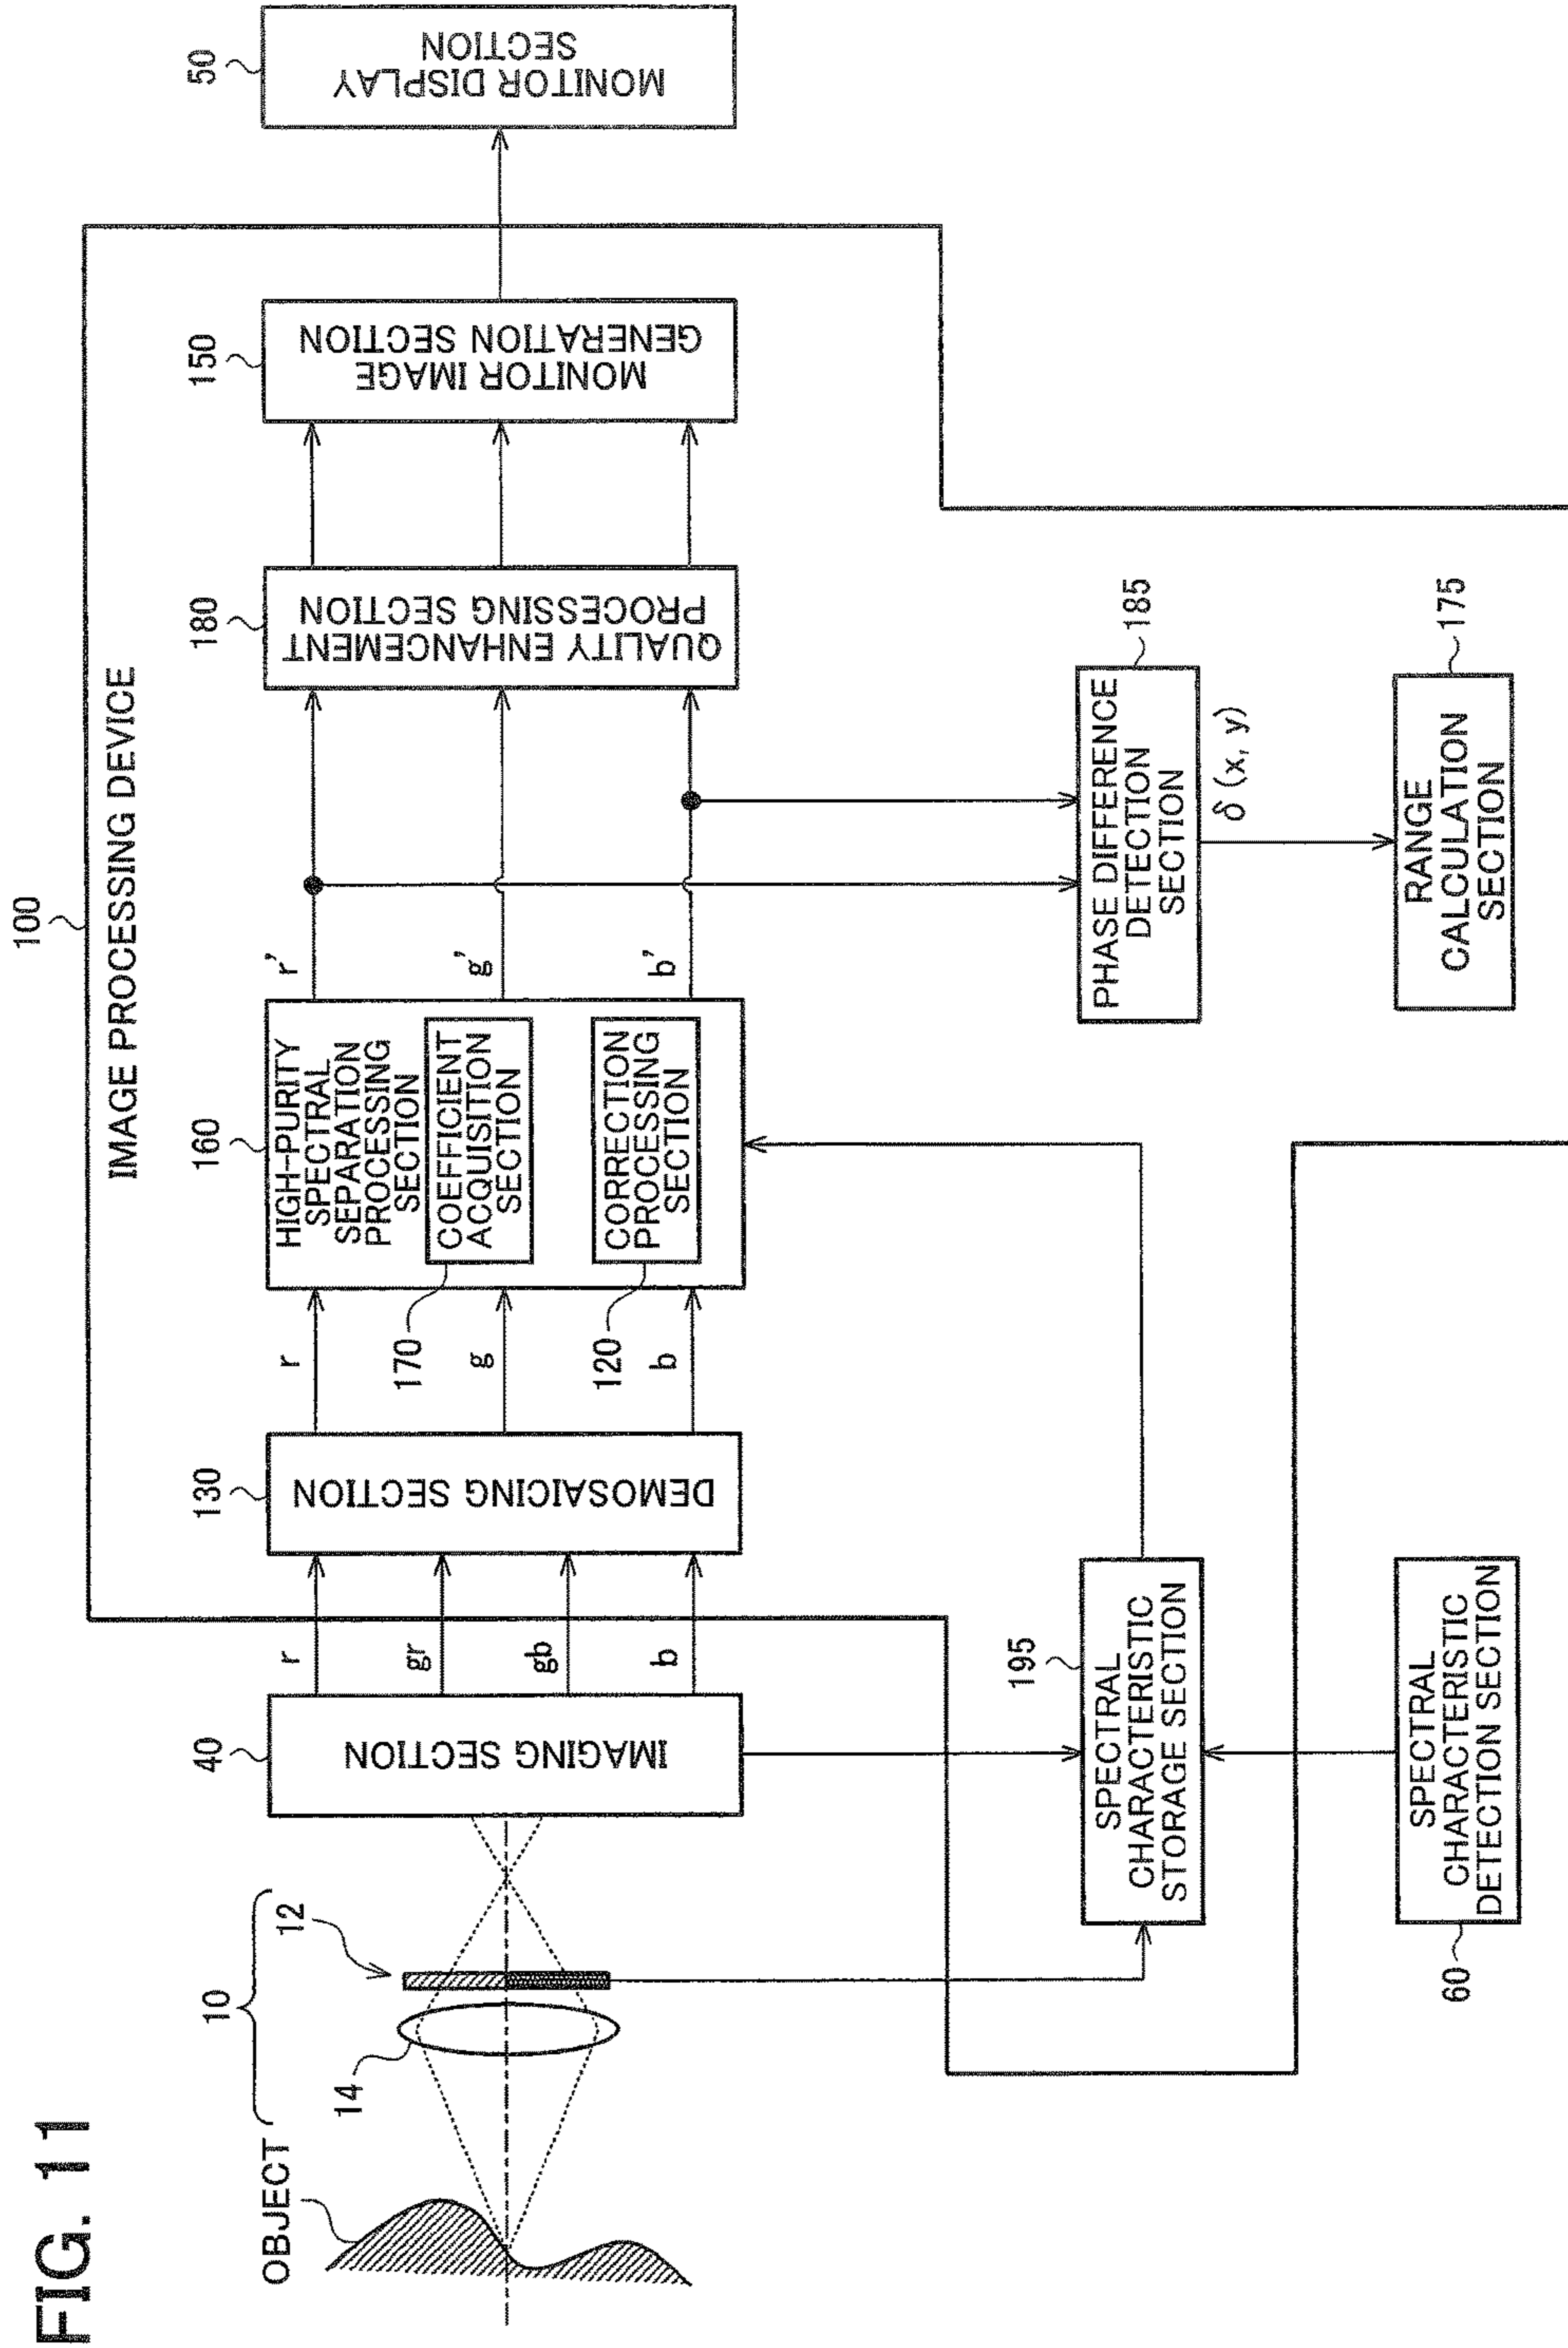 FIG. 11
100
IMAGE PROCESSING DEVICE
OBJECT
10
12
14
40
IMAGING SECTION
r
gr
gb
b
130
DEMOSAICING SECTION
r
g
b
160
HIGH-PURITY
SPECTRAL
SEPARATION
PROCESSING
SECTION
170
COEFFICIENT
ACQUISITION
SECTION
120
CORRECTION
PROCESSING
SECTION
r'
g'
b'
180
QUALITY ENHANCEMENT
PROCESSING SECTION
150
MONITOR IMAGE
GENERATION SECTION
50
MONITOR DISPLAY
SECTION
195
SPECTRAL
CHARACTERISTIC
STORAGE SECTION
PHASE DIFFERENCE
DETECTION
SECTION
185
δ (x, y)
60
SPECTRAL
CHARACTERISTIC
DETECTION SECTION
RANGE
CALCULATION
SECTION
175